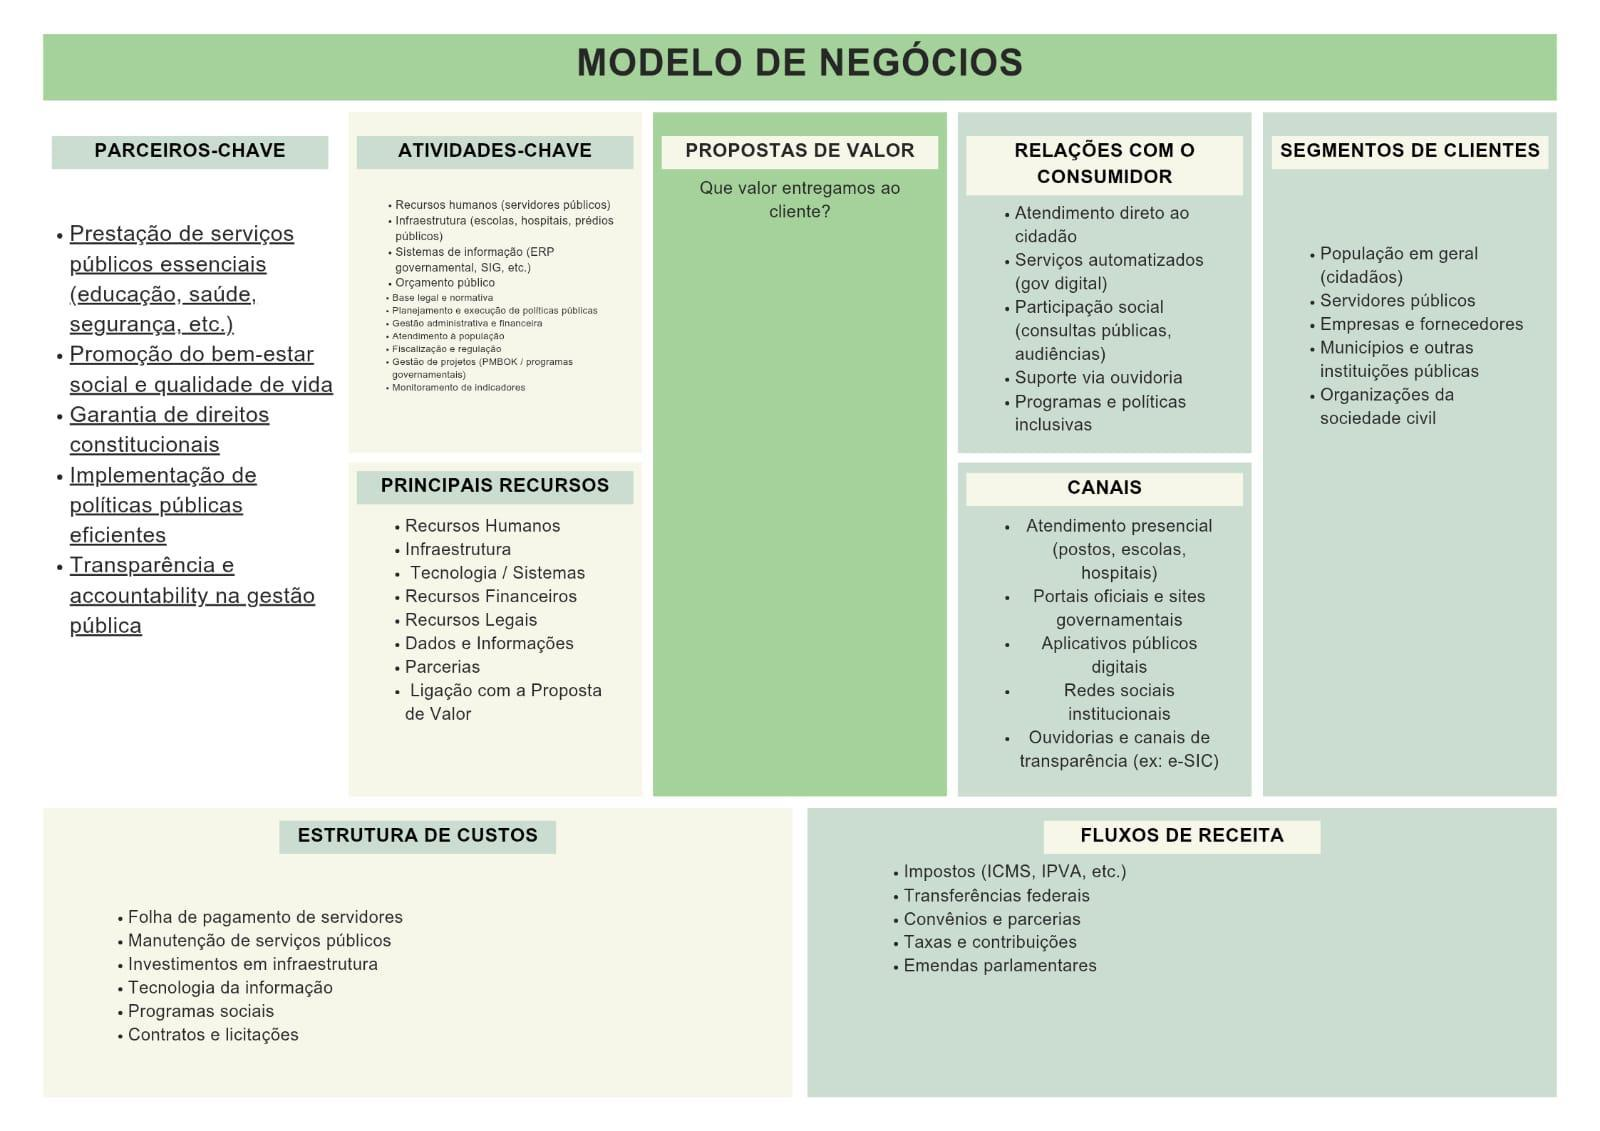 MODELO DE NEGÓCIOS
PARCEIROS-CHAVE
• Prestação de serviços
públicos essenciais
(educação, saúde,
segurança, etc.)
• Promoção do bem-estar
social e qualidade de vida
• Garantia de direitos
constitucionais
• Implementação de
políticas públicas
eficientes
• Transparência e
accountability na gestão
pública
ATIVIDADES-CHAVE
• Recursos humanos (servidores públicos)
• Infraestrutura (escolas, hospitais, prédios
públicos)
• Sistemas de informação (ERP
governamental, SIG, etc.)
• Orçamento público
• Base legal e normativa
• Planejamento e execução de políticas públicas
• Gestão administrativa e financeira
• Atendimento à população
• Fiscalização e regulação
• Gestão de projetos (PMBOK / programas
governamentais)
• Monitoramento de indicadores
PRINCIPAIS RECURSOS
• Recursos Humanos
• Infraestrutura
• Tecnologia / Sistemas
• Recursos Financeiros
• Recursos Legais
• Dados e Informações
• Parcerias
• Ligação com a Proposta
de Valor
PROPOSTAS DE VALOR
Que valor entregamos ao
cliente?
RELAÇÕES COM O
CONSUMIDOR
• Atendimento direto ao
cidadão
• Serviços automatizados
(gov digital)
• Participação social
(consultas públicas,
audiências)
• Suporte via ouvidoria
• Programas e políticas
inclusivas
CANAIS
• Atendimento presencial
(postos, escolas,
hospitais)
• Portais oficiais e sites
governamentais
• Aplicativos públicos
digitais
• Redes sociais
institucionais
• Ouvidorias e canais de
transparência (ex: e-SIC)
SEGMENTOS DE CLIENTES
• População em geral
(cidadãos)
• Servidores públicos
• Empresas e fornecedores
• Municípios e outras
instituições públicas
• Organizações da
sociedade civil
ESTRUTURA DE CUSTOS
• Folha de pagamento de servidores
• Manutenção de serviços públicos
• Investimentos em infraestrutura
• Tecnologia da informação
• Programas sociais
• Contratos e licitações
FLUXOS DE RECEITA
• Impostos (ICMS, IPVA, etc.)
• Transferências federais
• Convênios e parcerias
• Taxas e contribuições
• Emendas parlamentares